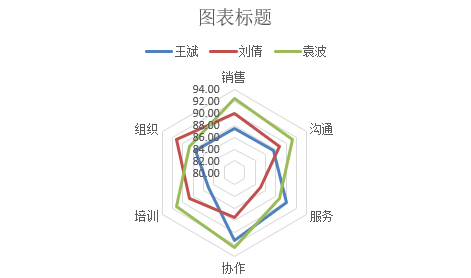 图表标题
王斌 刘倩 袁波
销售
94.00
92.00
90.00
88.00
86.00
84.00
82.00
80.00
沟通
服务
协作
培训
组织